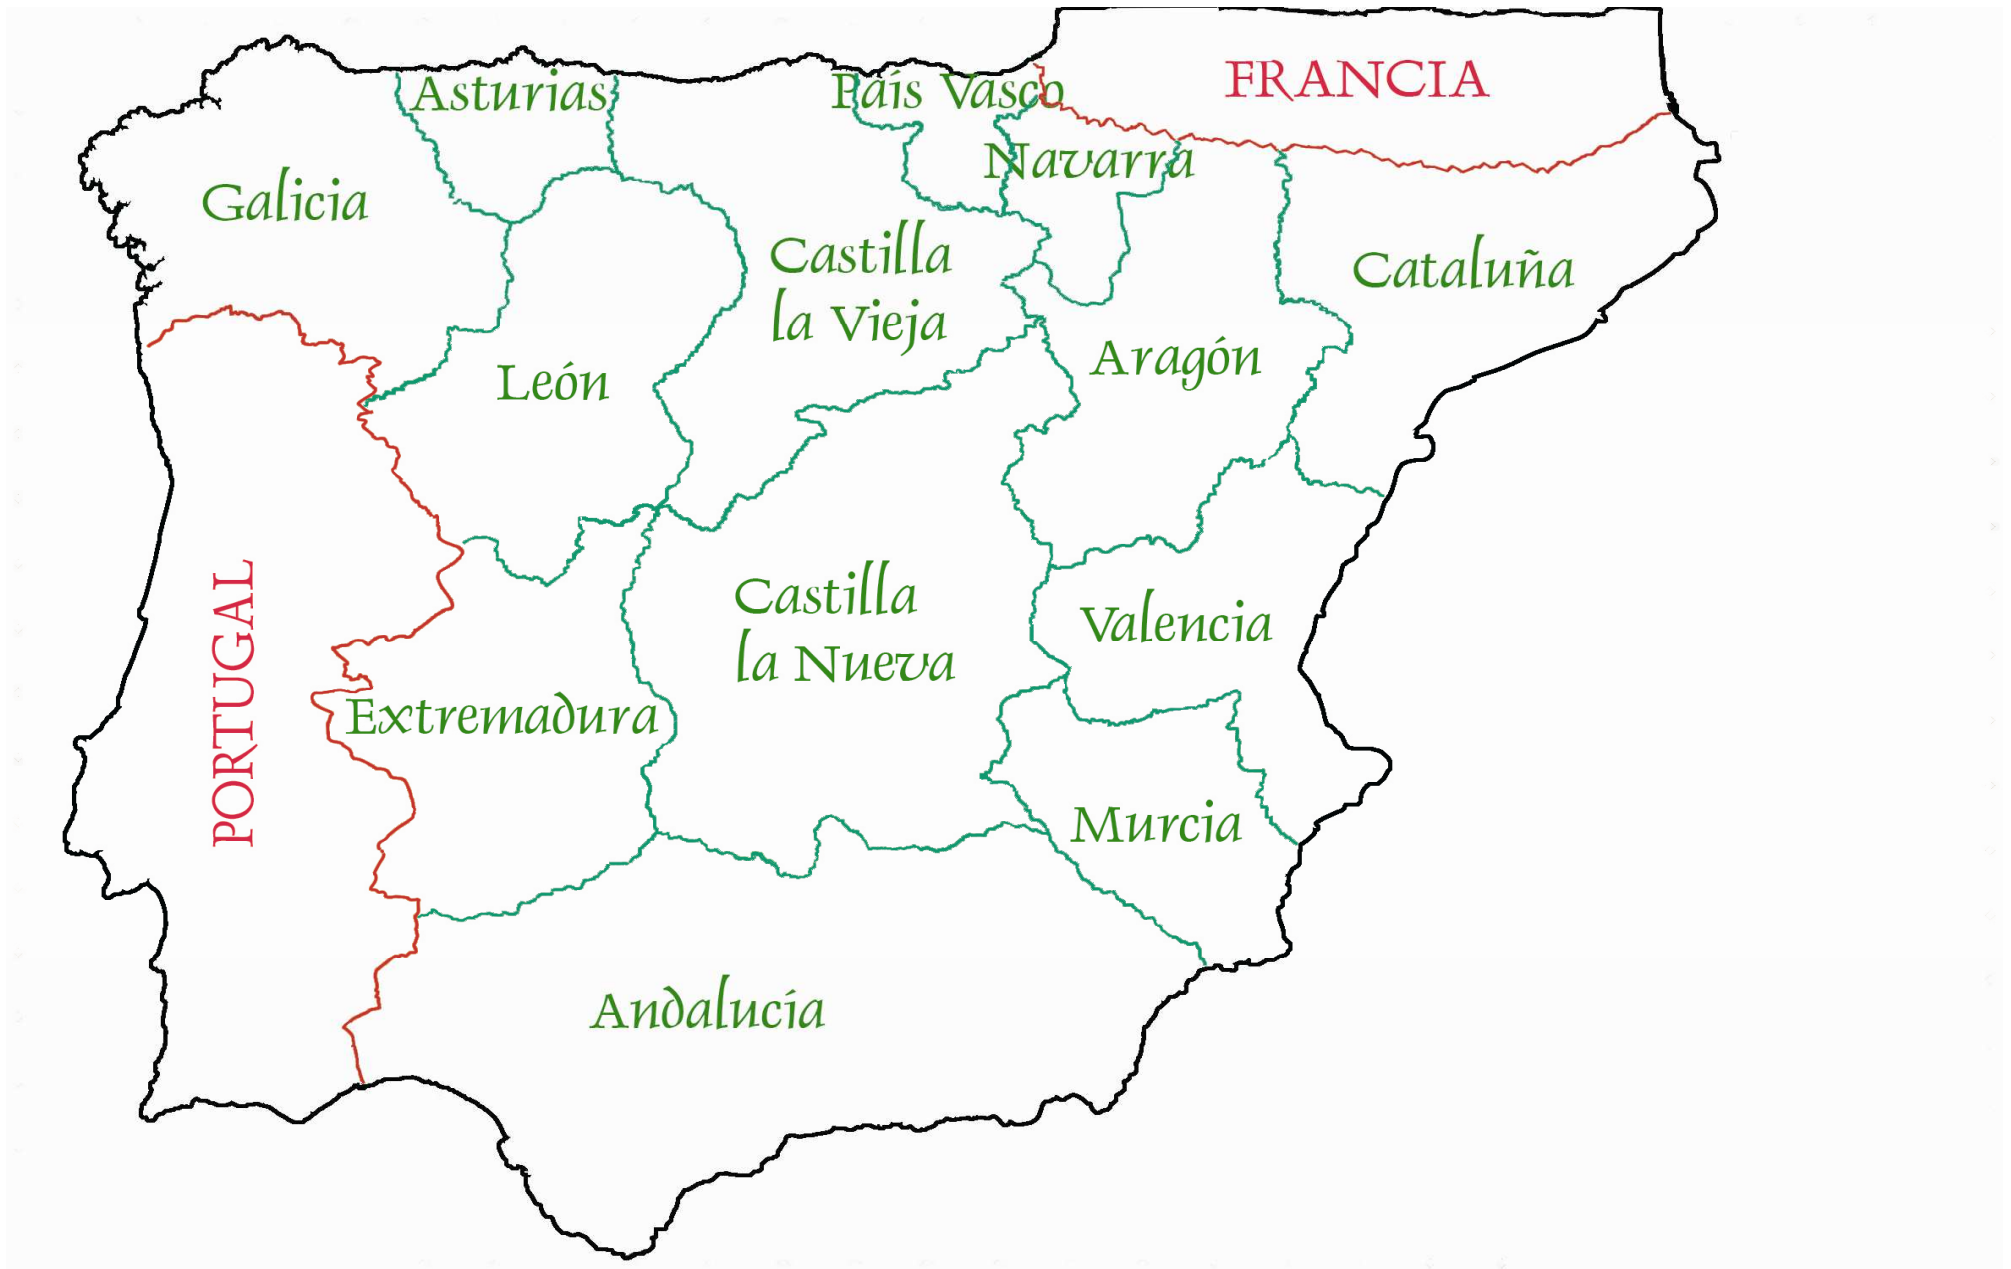 FRANCIA
Asturias
País Vasco
Navarra
Galicia
Castilla
la Vieja
Cataluña
León
Aragón
Castilla
la Nueva
Valencia
PORTUGAL
Extremadura
Murcia
Andalucía